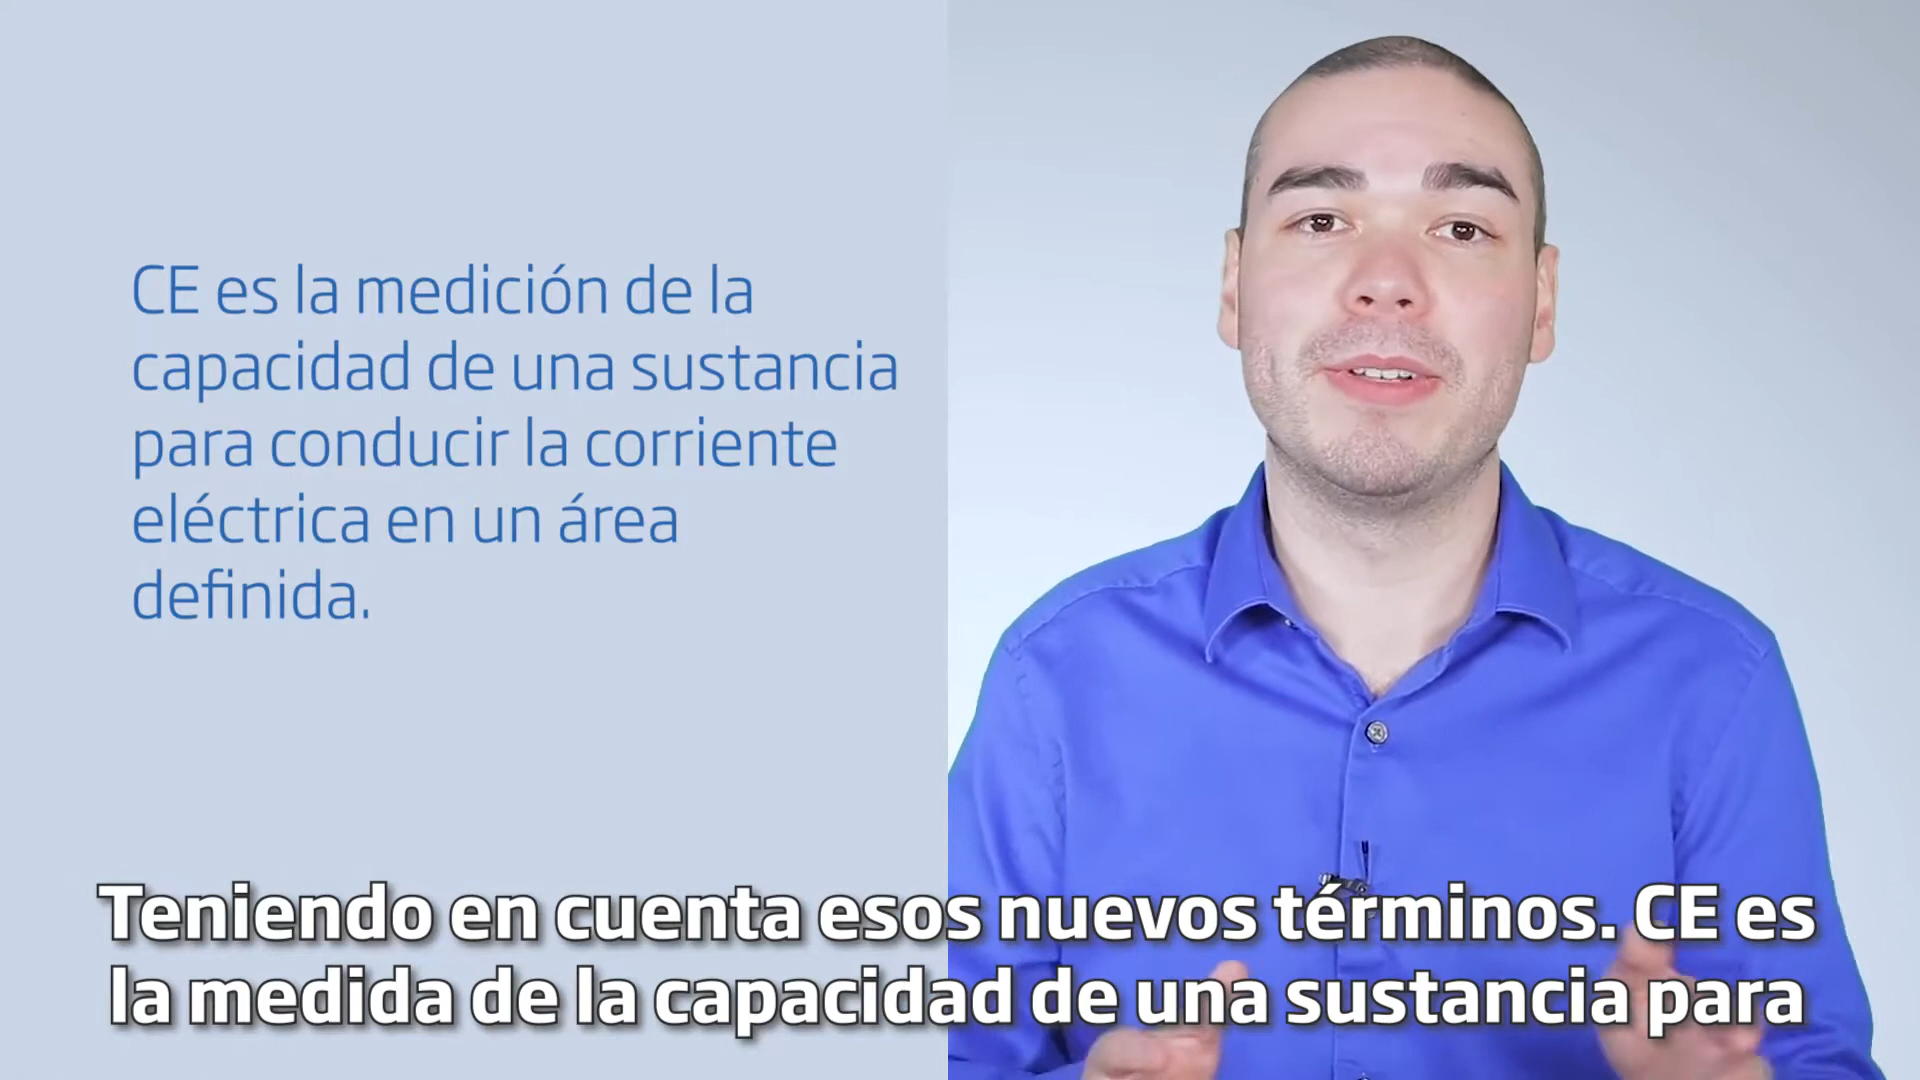 CE es la medición de la
capacidad de una sustancia
para conducir la corriente
eléctrica en un área
definida.
Teniendo en cuenta esos nuevos términos. CE es
la medida de la capacidad de una sustancia para